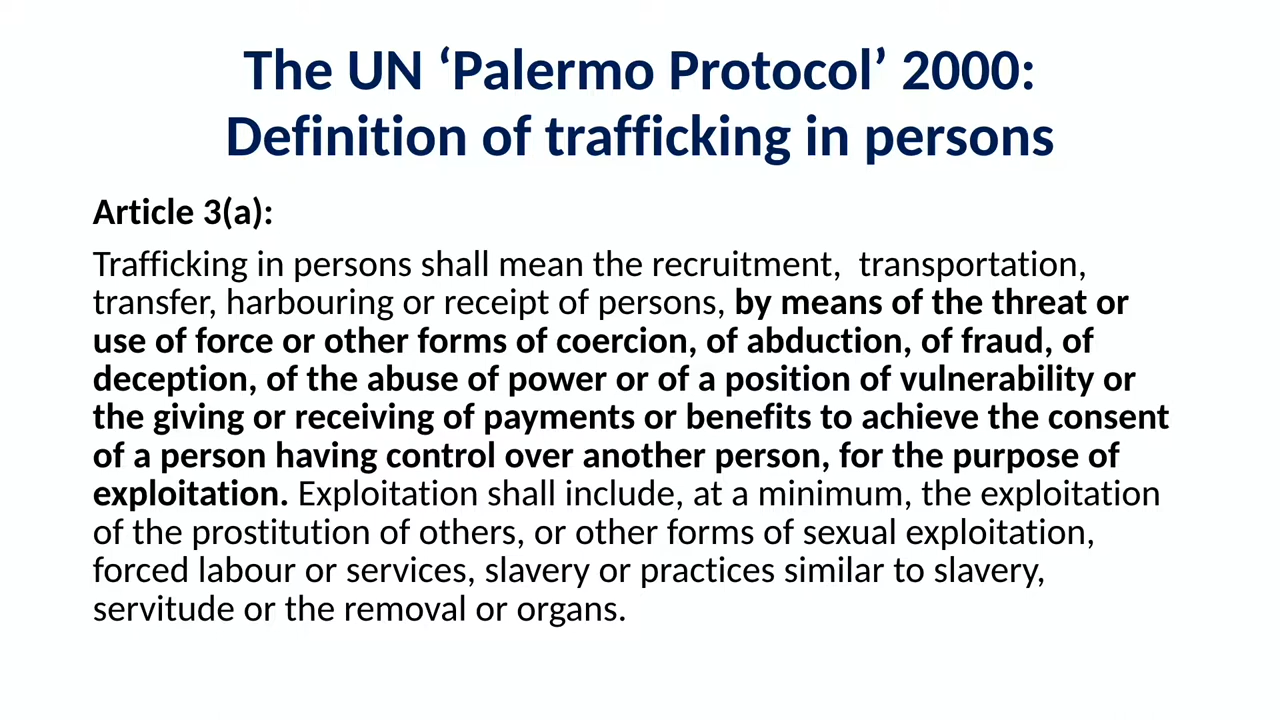 The UN ‘Palermo Protocol’ 2000:
Definition of trafficking in persons
Article 3(a):
Trafficking in persons shall mean the recruitment,  transportation,
transfer, harbouring or receipt of persons, by means of the threat or
use of force or other forms of coercion, of abduction, of fraud, of
deception, of the abuse of power or of a position of vulnerability or
the giving or receiving of payments or benefits to achieve the consent
of a person having control over another person, for the purpose of
exploitation. Exploitation shall include, at a minimum, the exploitation
of the prostitution of others, or other forms of sexual exploitation,
forced labour or services, slavery or practices similar to slavery,
servitude or the removal or organs.